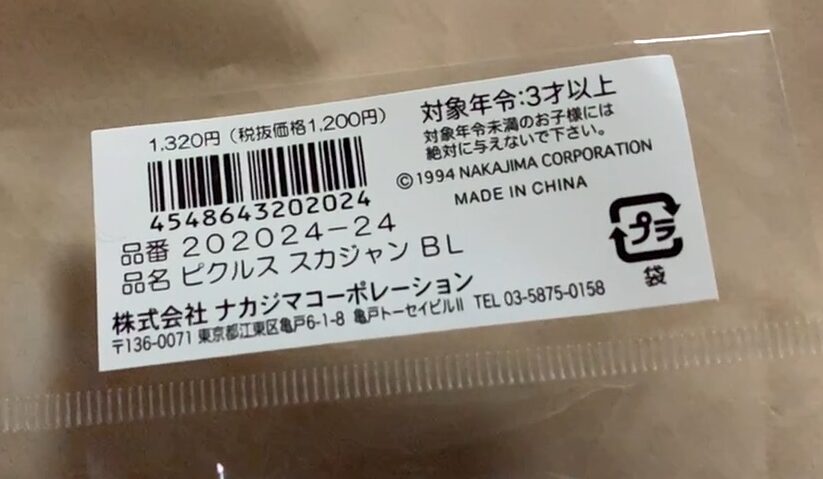 1,320円(税抜価格1,200円)
4548643202024
品番 202024-24
品名 ピクルス スカジャン BL
対象年令:3才以上
対象年令未満のお子様には
絶対に与えないで下さい。
©1994 NAKAJIMA CORPORATION
MADE IN CHINA
プラ
袋
株式会社 ナカジマコーポレーション
〒136-0071 東京都江東区亀戸6-1-8 亀戸トーセイビルII TEL 03-5875-0158